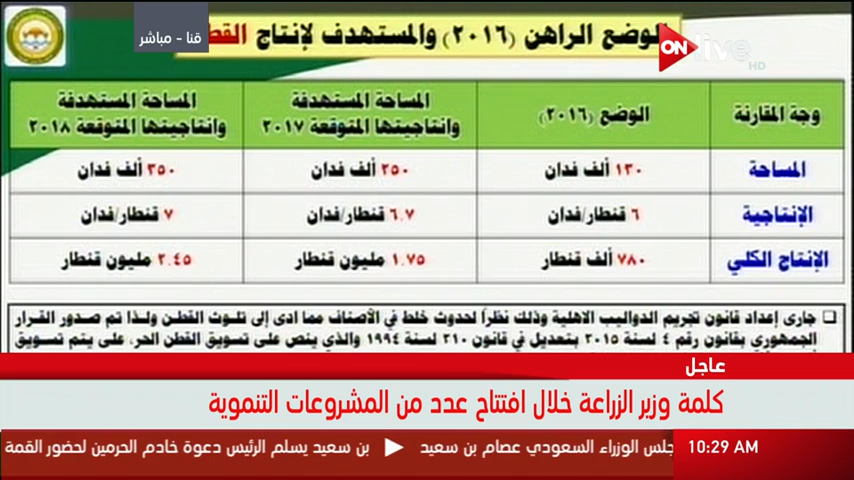 قنا - مباشر
الوضع الراهن (٢٠١٦) والمستهدف لإنتاج القط
ON live
HD
وجة المقارنة
الوضع (٢٠١٦)
المساحة المستهدفة
وانتاجيتها المتوقعة ٢٠١٧
المساحة المستهدفة
وانتاجيتها المتوقعة ٢٠١٨
المساحة ١٣٠ ألف فدان ٢٥٠ ألف فدان ٣٥٠ ألف فدان
الإنتاجية ٦ قنطار/فدان ٦.٧ قنطار/فدان ٧ قنطار/فدان
الإنتاج الكلي ٧٨٠ ألف قنطار ١.٧٥ مليون قنطار ٢.٤٥ مليون قنطار
جارى إعداد قانون تجريم الدواليب الاهلية وذلك نظراً لحدوث خلط في الأصناف مما ادى إلى تلوث القطن ولذا تم صدور القرار
الجمهوري بقانون رقم ٤ لسنة ٢٠١٥ بتعديل في قانون ٢١٠ لسنة ١٩٩٤ والذي ينص على تسويق القطن الحر، على يتم تسويق
عاجل
كلمة وزير الزراعة خلال افتتاح عدد من المشروعات التنموية
جلس الوزراء السعودي عصام بن سعيد
بن سعيد يسلم الرئيس دعوة خادم الحرمين لحضور القمة
10:29 AM